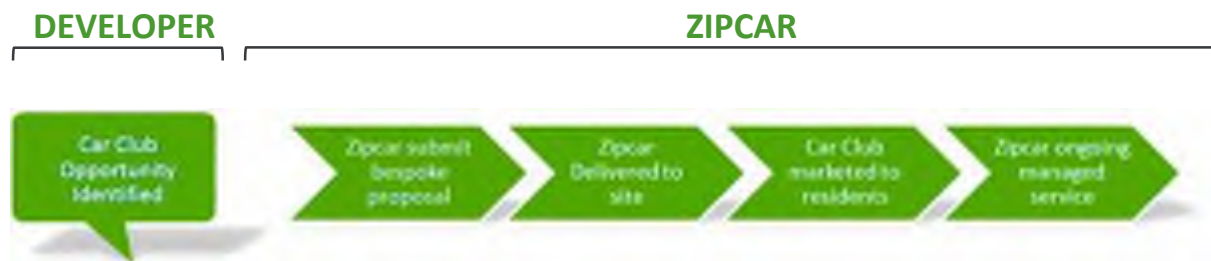 DEVELOPER
ZIPCAR
Car Club
Opportunity
Identified
Zipcar submit
bespoke
proposal
Zipcar
Delivered to
site
Car Club
marketed to
residents
Zipcar ongoing
managed
service